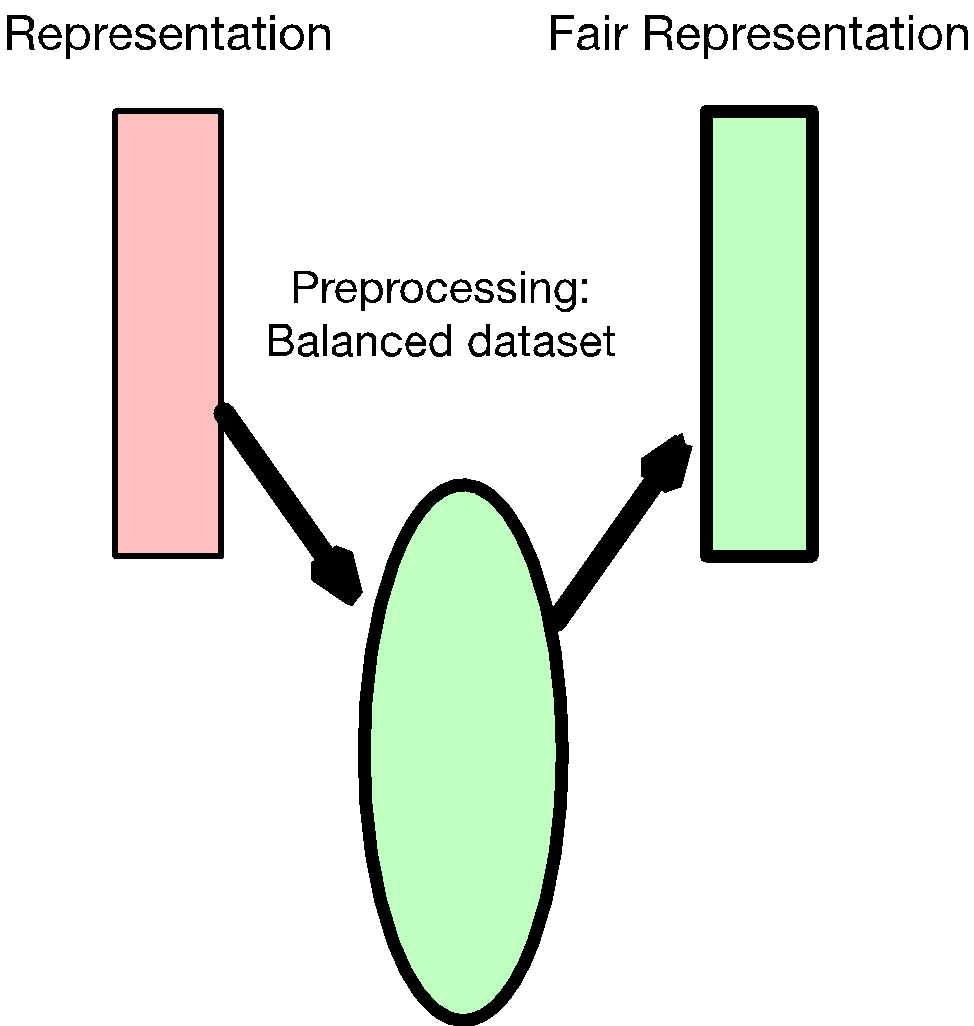 Representation
Fair Representation
Preprocessing:
Balanced dataset